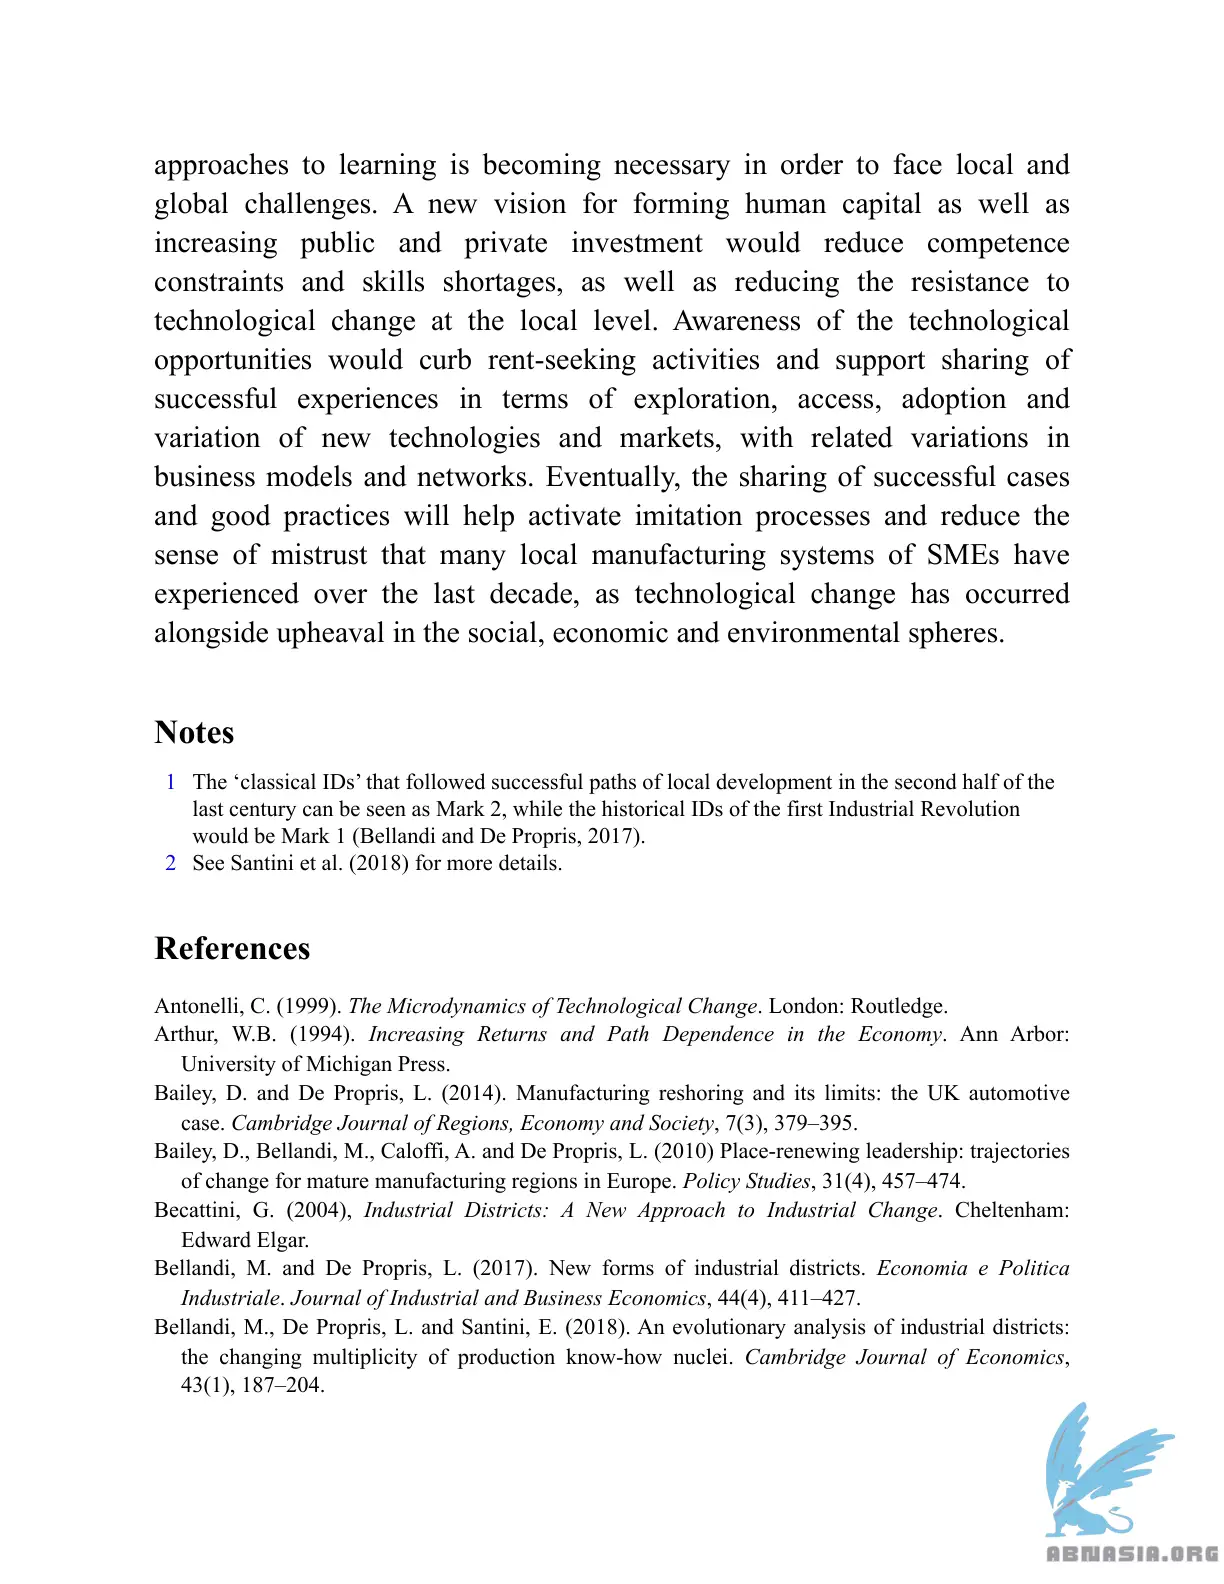 approaches to learning is becoming necessary in order to face local and
global challenges. A new vision for forming human capital as well as
increasing public and private investment would reduce competence
constraints and skills shortages, as well as reducing the resistance to
technological change at the local level. Awareness of the technological
opportunities would curb rent-seeking activities and support sharing of
successful experiences in terms of exploration, access, adoption and
variation of new technologies and markets, with related variations in
business models and networks. Eventually, the sharing of successful cases
and good practices will help activate imitation processes and reduce the
sense of mistrust that many local manufacturing systems of SMEs have
experienced over the last decade, as technological change has occurred
alongside upheaval in the social, economic and environmental spheres.
Notes
1 The ‘classical IDs’ that followed successful paths of local development in the second half of the
last century can be seen as Mark 2, while the historical IDs of the first Industrial Revolution
would be Mark 1 (Bellandi and De Propris, 2017).
2 See Santini et al. (2018) for more details.
References
Antonelli, C. (1999). The Microdynamics of Technological Change. London: Routledge.
Arthur, W.B. (1994). Increasing Returns and Path Dependence in the Economy. Ann Arbor:
University of Michigan Press.
Bailey, D. and De Propris, L. (2014). Manufacturing reshoring and its limits: the UK automotive
case. Cambridge Journal of Regions, Economy and Society, 7(3), 379–395.
Bailey, D., Bellandi, M., Caloffi, A. and De Propris, L. (2010) Place-renewing leadership: trajectories
of change for mature manufacturing regions in Europe. Policy Studies, 31(4), 457–474.
Becattini, G. (2004), Industrial Districts: A New Approach to Industrial Change. Cheltenham:
Edward Elgar.
Bellandi, M. and De Propris, L. (2017). New forms of industrial districts. Economia e Politica
Industriale. Journal of Industrial and Business Economics, 44(4), 411–427.
Bellandi, M., De Propris, L. and Santini, E. (2018). An evolutionary analysis of industrial districts:
the changing multiplicity of production know-how nuclei. Cambridge Journal of Economics,
43(1), 187–204.
ABNASIA.ORG